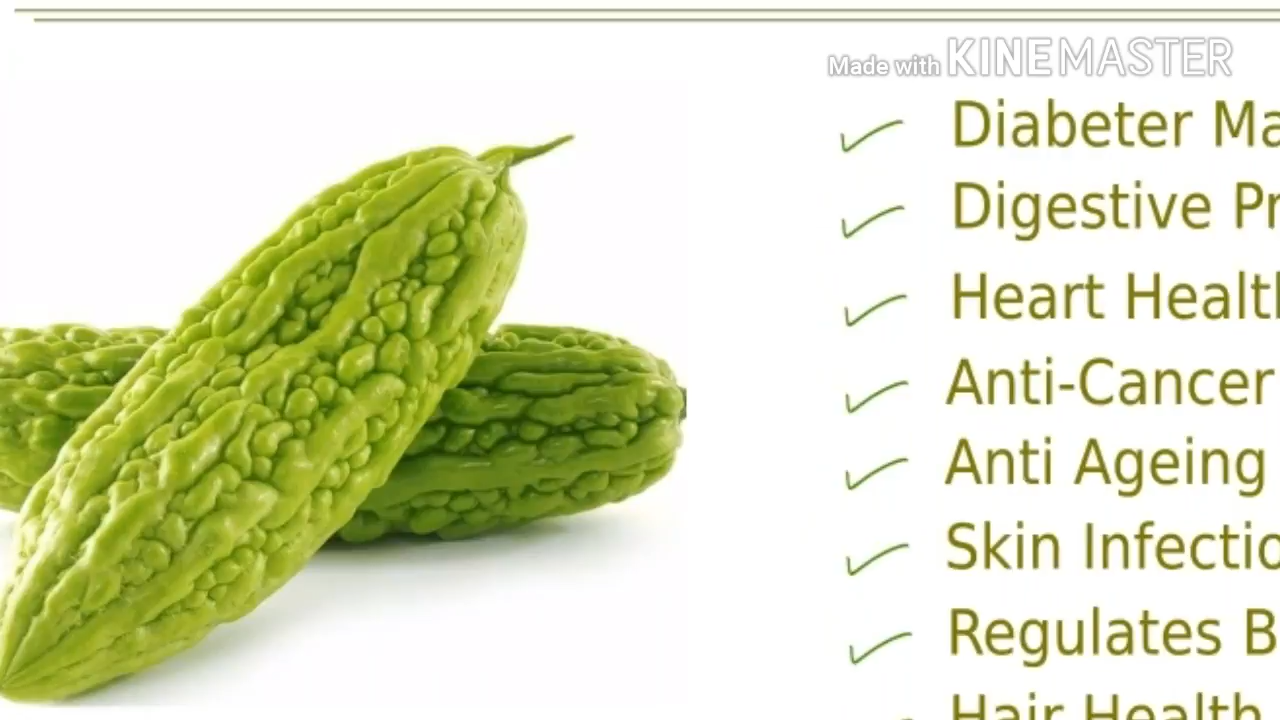 Made with KINEMASTER
Diabeter Ma
Digestive Pr
Heart Healt
Anti-Cancer
Anti Ageing
Skin Infectio
Regulates B
Hair Health